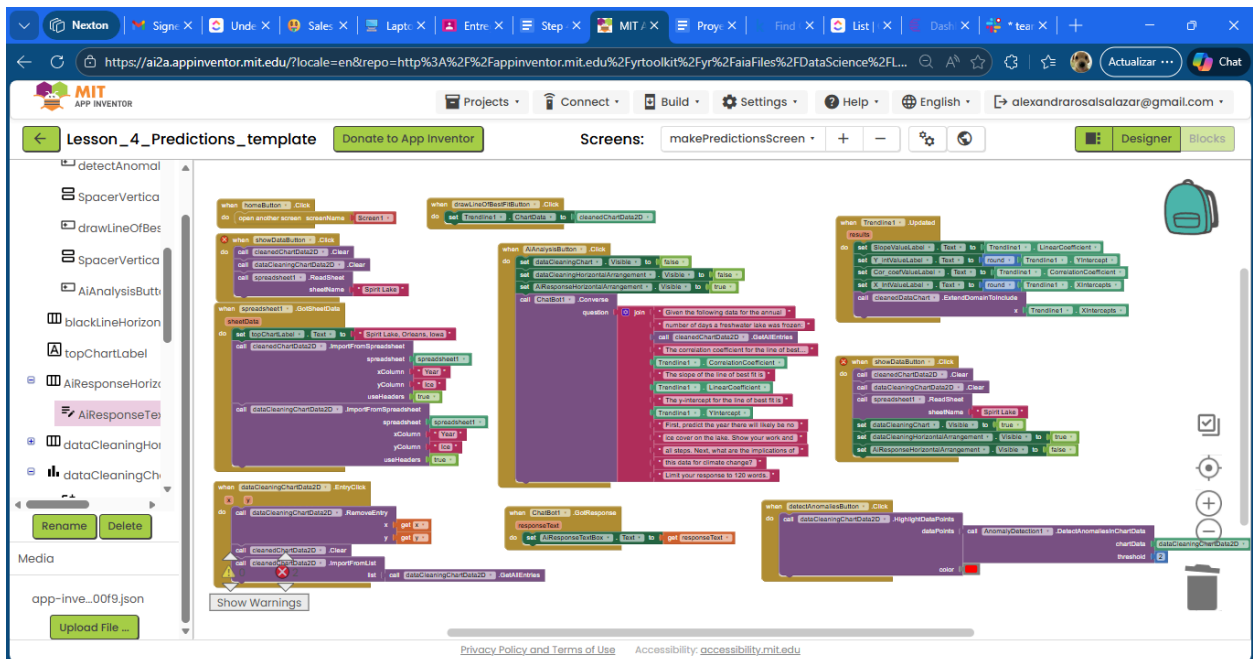 Nexton
Signe
Unde
Sales
Lapto
Entre
Step
MIT A
Proye
Find
List |
Dash
* tear
https://ai2a.appinventor.mit.edu/?locale=en&repo=http%3A%2F%2Fappinventor.mit.edu%2Fyrtoolkit%2Fyr%2FaiaFiles%2FDataScience%2FL...
Actualizar
Chat
MIT
APP INVENTOR
Projects
Connect
Build
Settings
Help
English
alexandrarosalsalazar@gmail.com
Lesson_4_Predictions_template
Donate to App Inventor
Screens:
makePredictionsScreen
Designer
Blocks
detectAnomal
SpacerVertica
drawLineOfBes
SpacerVertica
AiAnalysisButt
blackLineHorizon
topChartLabel
AiResponseHorizo
AiResponseTex
dataCleaningHor
dataCleaningCh
Rename
Delete
Media
app-inve...00f9.json
Upload File ...
when homeButton .Click
do open another screen screenName Screen1
when showDataButton .Click
do call cleanedChartData2D .Clear
call dataCleaningChartData2D .Clear
call spreadsheet1 .ReadSheet
sheetName " Spirit Lake "
when spreadsheet1 .GotSheetData
sheetData
do set topChartLabel . Text to " Spirit Lake, Orleans, Iowa "
call cleanedChartData2D .ImportFromSpreadsheet
spreadsheet spreadsheet1
xColumn " Year "
yColumn " Ice "
useHeaders true
call dataCleaningChartData2D .ImportFromSpreadsheet
spreadsheet spreadsheet1
xColumn " Year "
yColumn " Ice "
useHeaders true
when dataCleaningChartData2D .EntryClick
x y
do call dataCleaningChartData2D .RemoveEntry
x get x
y get y
call cleanedChartData2D .Clear
call cleanedChartData2D .ImportFromList
list call dataCleaningChartData2D .GetAllEntries
Show Warnings
when drawLineOfBestFitButton .Click
do set Trendline1 . ChartData to cleanedChartData2D
when AiAnalysisButton .Click
do set dataCleaningChart . Visible to false
set dataCleaningHorizontalArrangement . Visible to false
set AiResponseHorizontalArrangement . Visible to true
call ChatBot1 .Converse
question join " Given the following data for the annual "
" number of days a freshwater lake was frozen "
call cleanedChartData2D .GetAllEntries
" The correlation coefficient for the line of best... "
Trendline1 . CorrelationCoefficient
" The slope of the line of best fit is "
Trendline1 . LinearCoefficient
" The y-intercept for the line of best fit is "
Trendline1 . YIntercept
" First, predict the year there will likely be no "
" ice cover on the lake. Show your work and "
" all steps. Next, what are the implications of "
" this data for climate change? "
" Limit your response to 120 words. "
when ChatBot1 .GotResponse
responseText
do set AiResponseTextBox . Text to get responseText
when Trendline1 .Updated
results
do set SlopeValueLabel . Text to Trendline1 . LinearCoefficient
set Y_IntValueLabel . Text to round Trendline1 . YIntercept
set Cor_coefValueLabel . Text to Trendline1 . CorrelationCoefficient
set X_IntValueLabel . Text to round Trendline1 . XIntercepts
call cleanedDataChart .ExtendDomainToInclude
x Trendline1 . XIntercepts
when showDataButton .Click
do call cleanedChartData2D .Clear
call dataCleaningChartData2D .Clear
call spreadsheet1 .ReadSheet
sheetName " Spirit Lake "
set dataCleaningChart . Visible to true
set dataCleaningHorizontalArrangement . Visible to true
set AiResponseHorizontalArrangement . Visible to false
when detectAnomaliesButton .Click
do call dataCleaningChartData2D .HighlightDataPoints
dataPoints call AnomalyDetection1 .DetectAnomaliesInChartData
chartData dataCleaningChartData2D
threshold 2
color
Privacy Policy and Terms of Use
Accessibility: accessibility.mit.edu